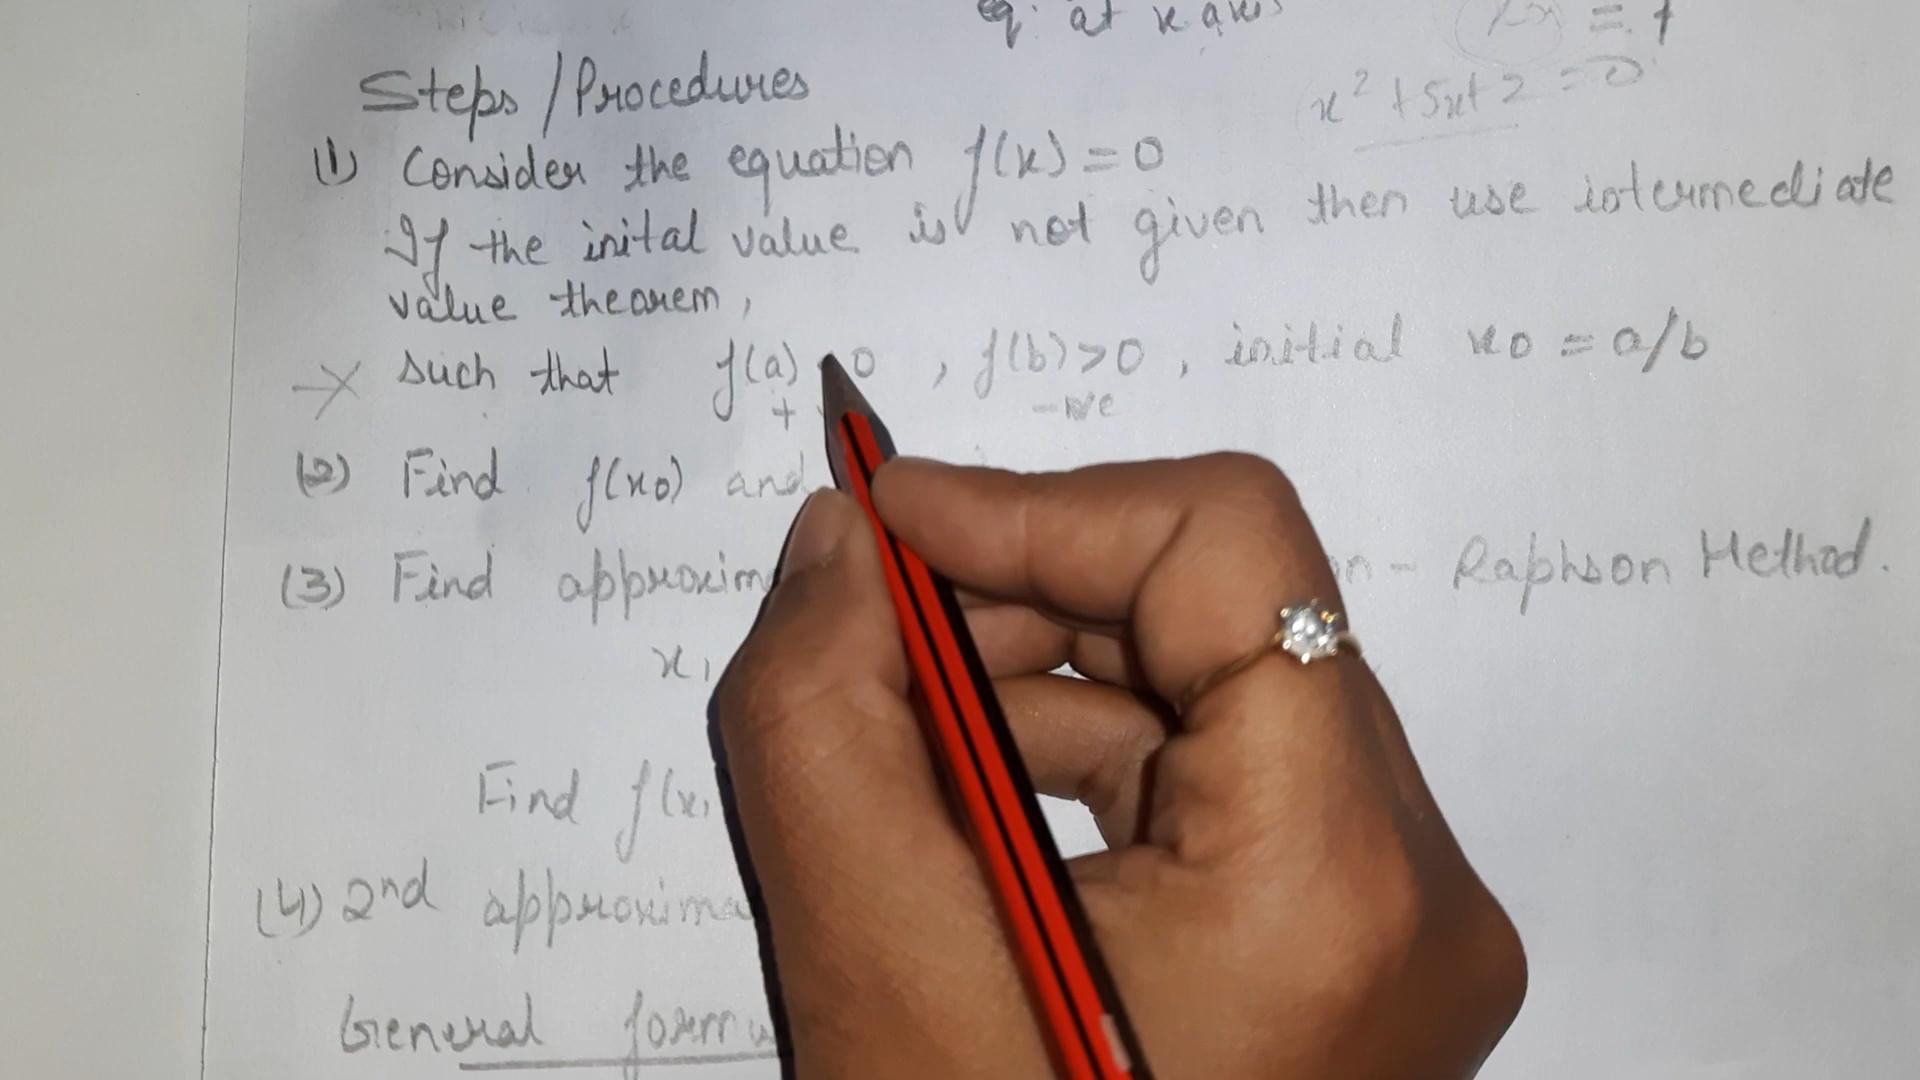 eq. at x axis
= 1
x² + 5x + 2 = 0
Steps / Procedures
(1) Consider the equation f(x) = 0
If the inital value is not given then use intermediate
value theorem,
such that f(a) 0 , f(b) > 0 , initial x0 = a/b
+ -ve
(2) Find f(x0) and
(3) Find approxim on - Raphson Method.
x1
Find f(x1
(4) 2nd approxima
General formu